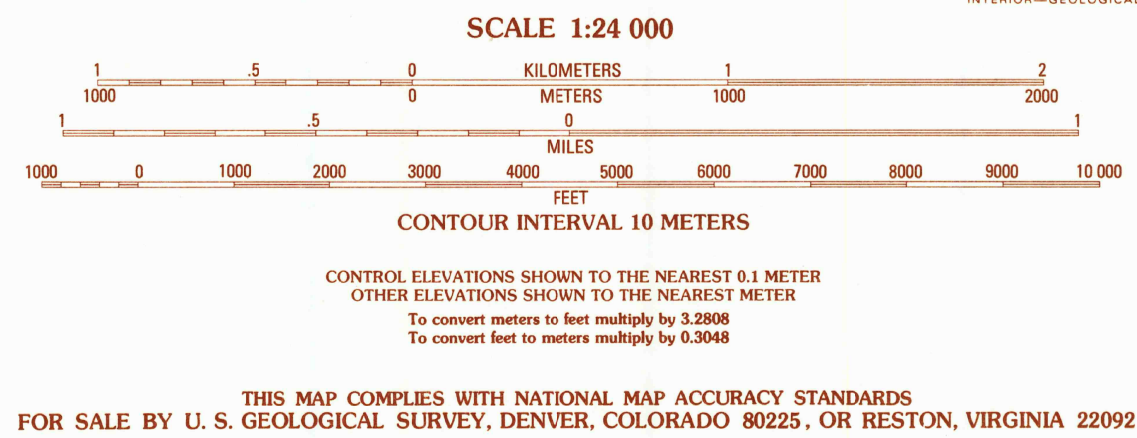 INTERIOR—GEOLOGICAL
SCALE 1:24 000
1 .5 0 KILOMETERS 1 2
1000 0 METERS 1000 2000
1 .5 0 1
MILES
1000 0 1000 2000 3000 4000 5000 6000 7000 8000 9000 10 000
FEET
CONTOUR INTERVAL 10 METERS
CONTROL ELEVATIONS SHOWN TO THE NEAREST 0.1 METER
OTHER ELEVATIONS SHOWN TO THE NEAREST METER
To convert meters to feet multiply by 3.2808
To convert feet to meters multiply by 0.3048
THIS MAP COMPLIES WITH NATIONAL MAP ACCURACY STANDARDS
FOR SALE BY U. S. GEOLOGICAL SURVEY, DENVER, COLORADO 80225, OR RESTON, VIRGINIA 22092